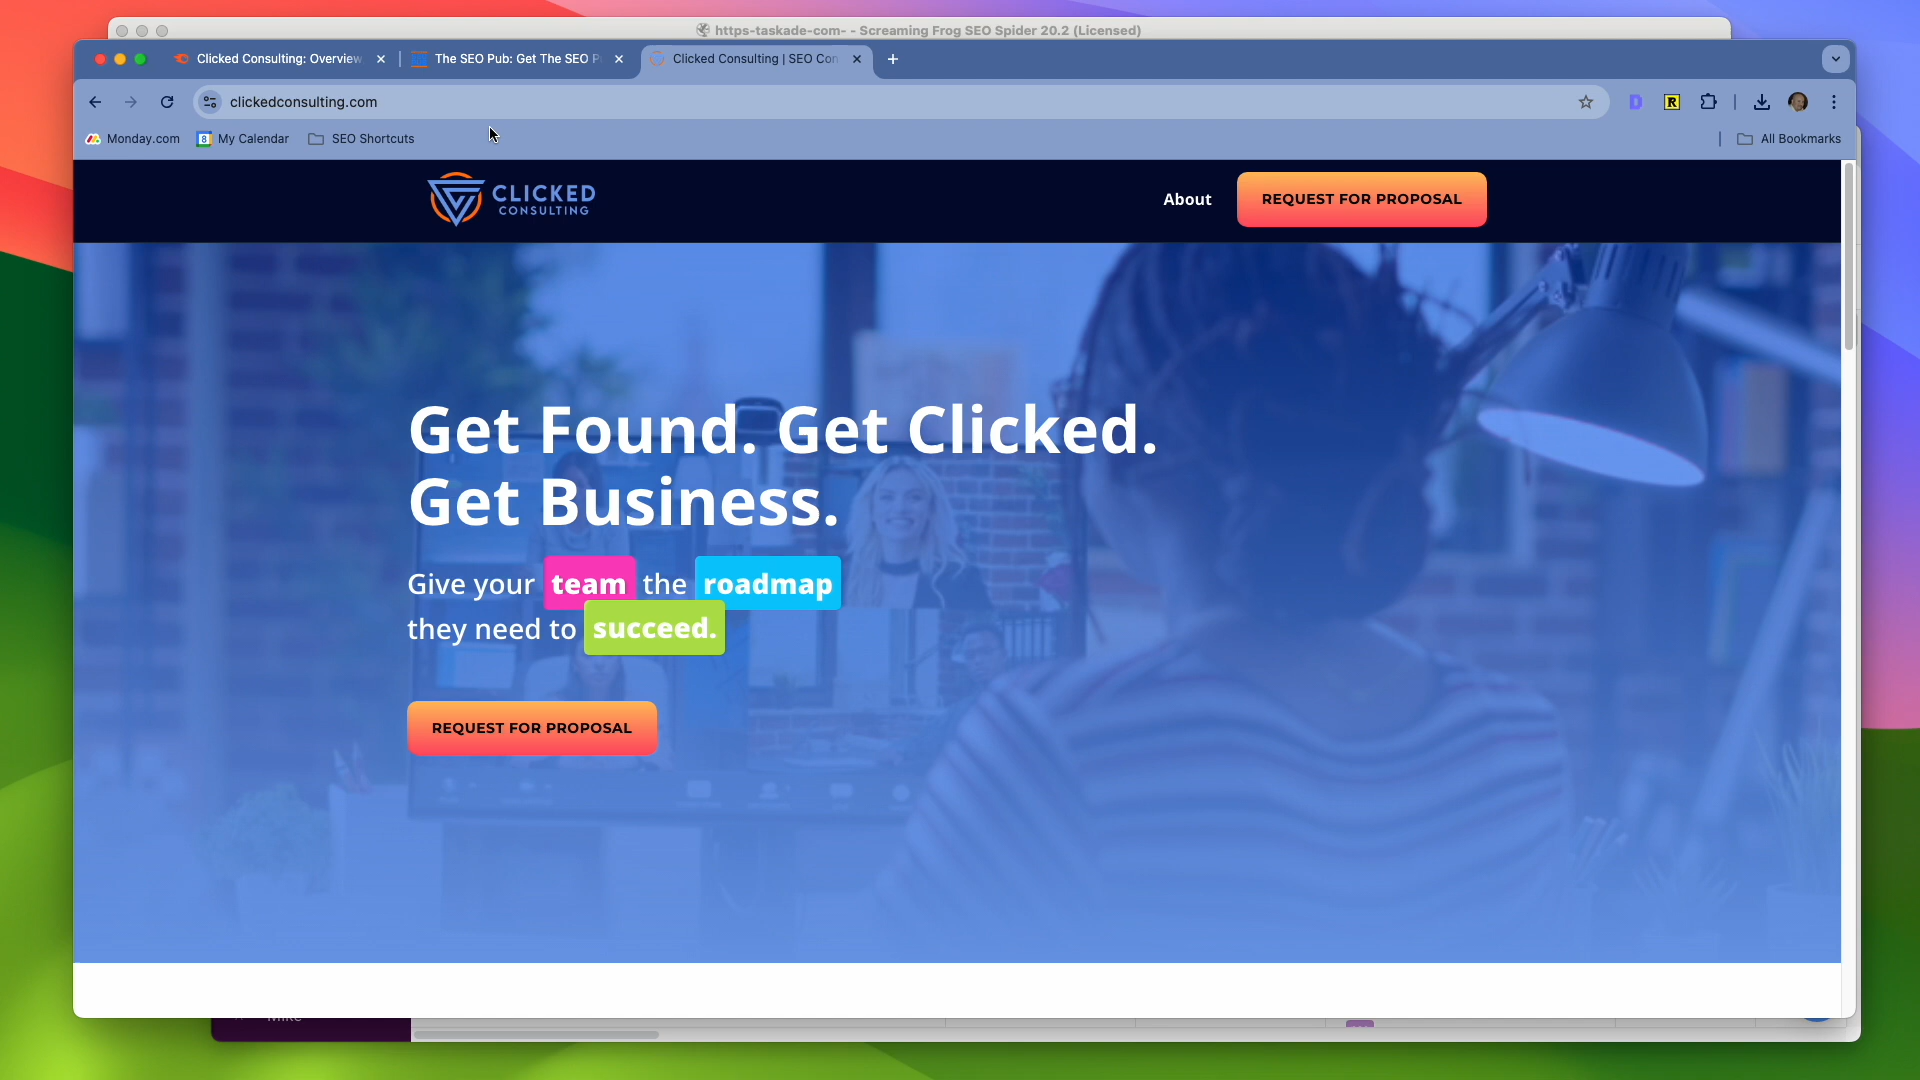 https-taskade-com- - Screaming Frog SEO Spider 20.2 (Licensed)
Clicked Consulting: Overview
The SEO Pub: Get The SEO P
Clicked Consulting | SEO Con
clickedconsulting.com
Monday.com
My Calendar
SEO Shortcuts
All Bookmarks
CLICKED
CONSULTING
About
REQUEST FOR PROPOSAL
Get Found. Get Clicked.
Get Business.
Give your team the roadmap
they need to succeed.
REQUEST FOR PROPOSAL